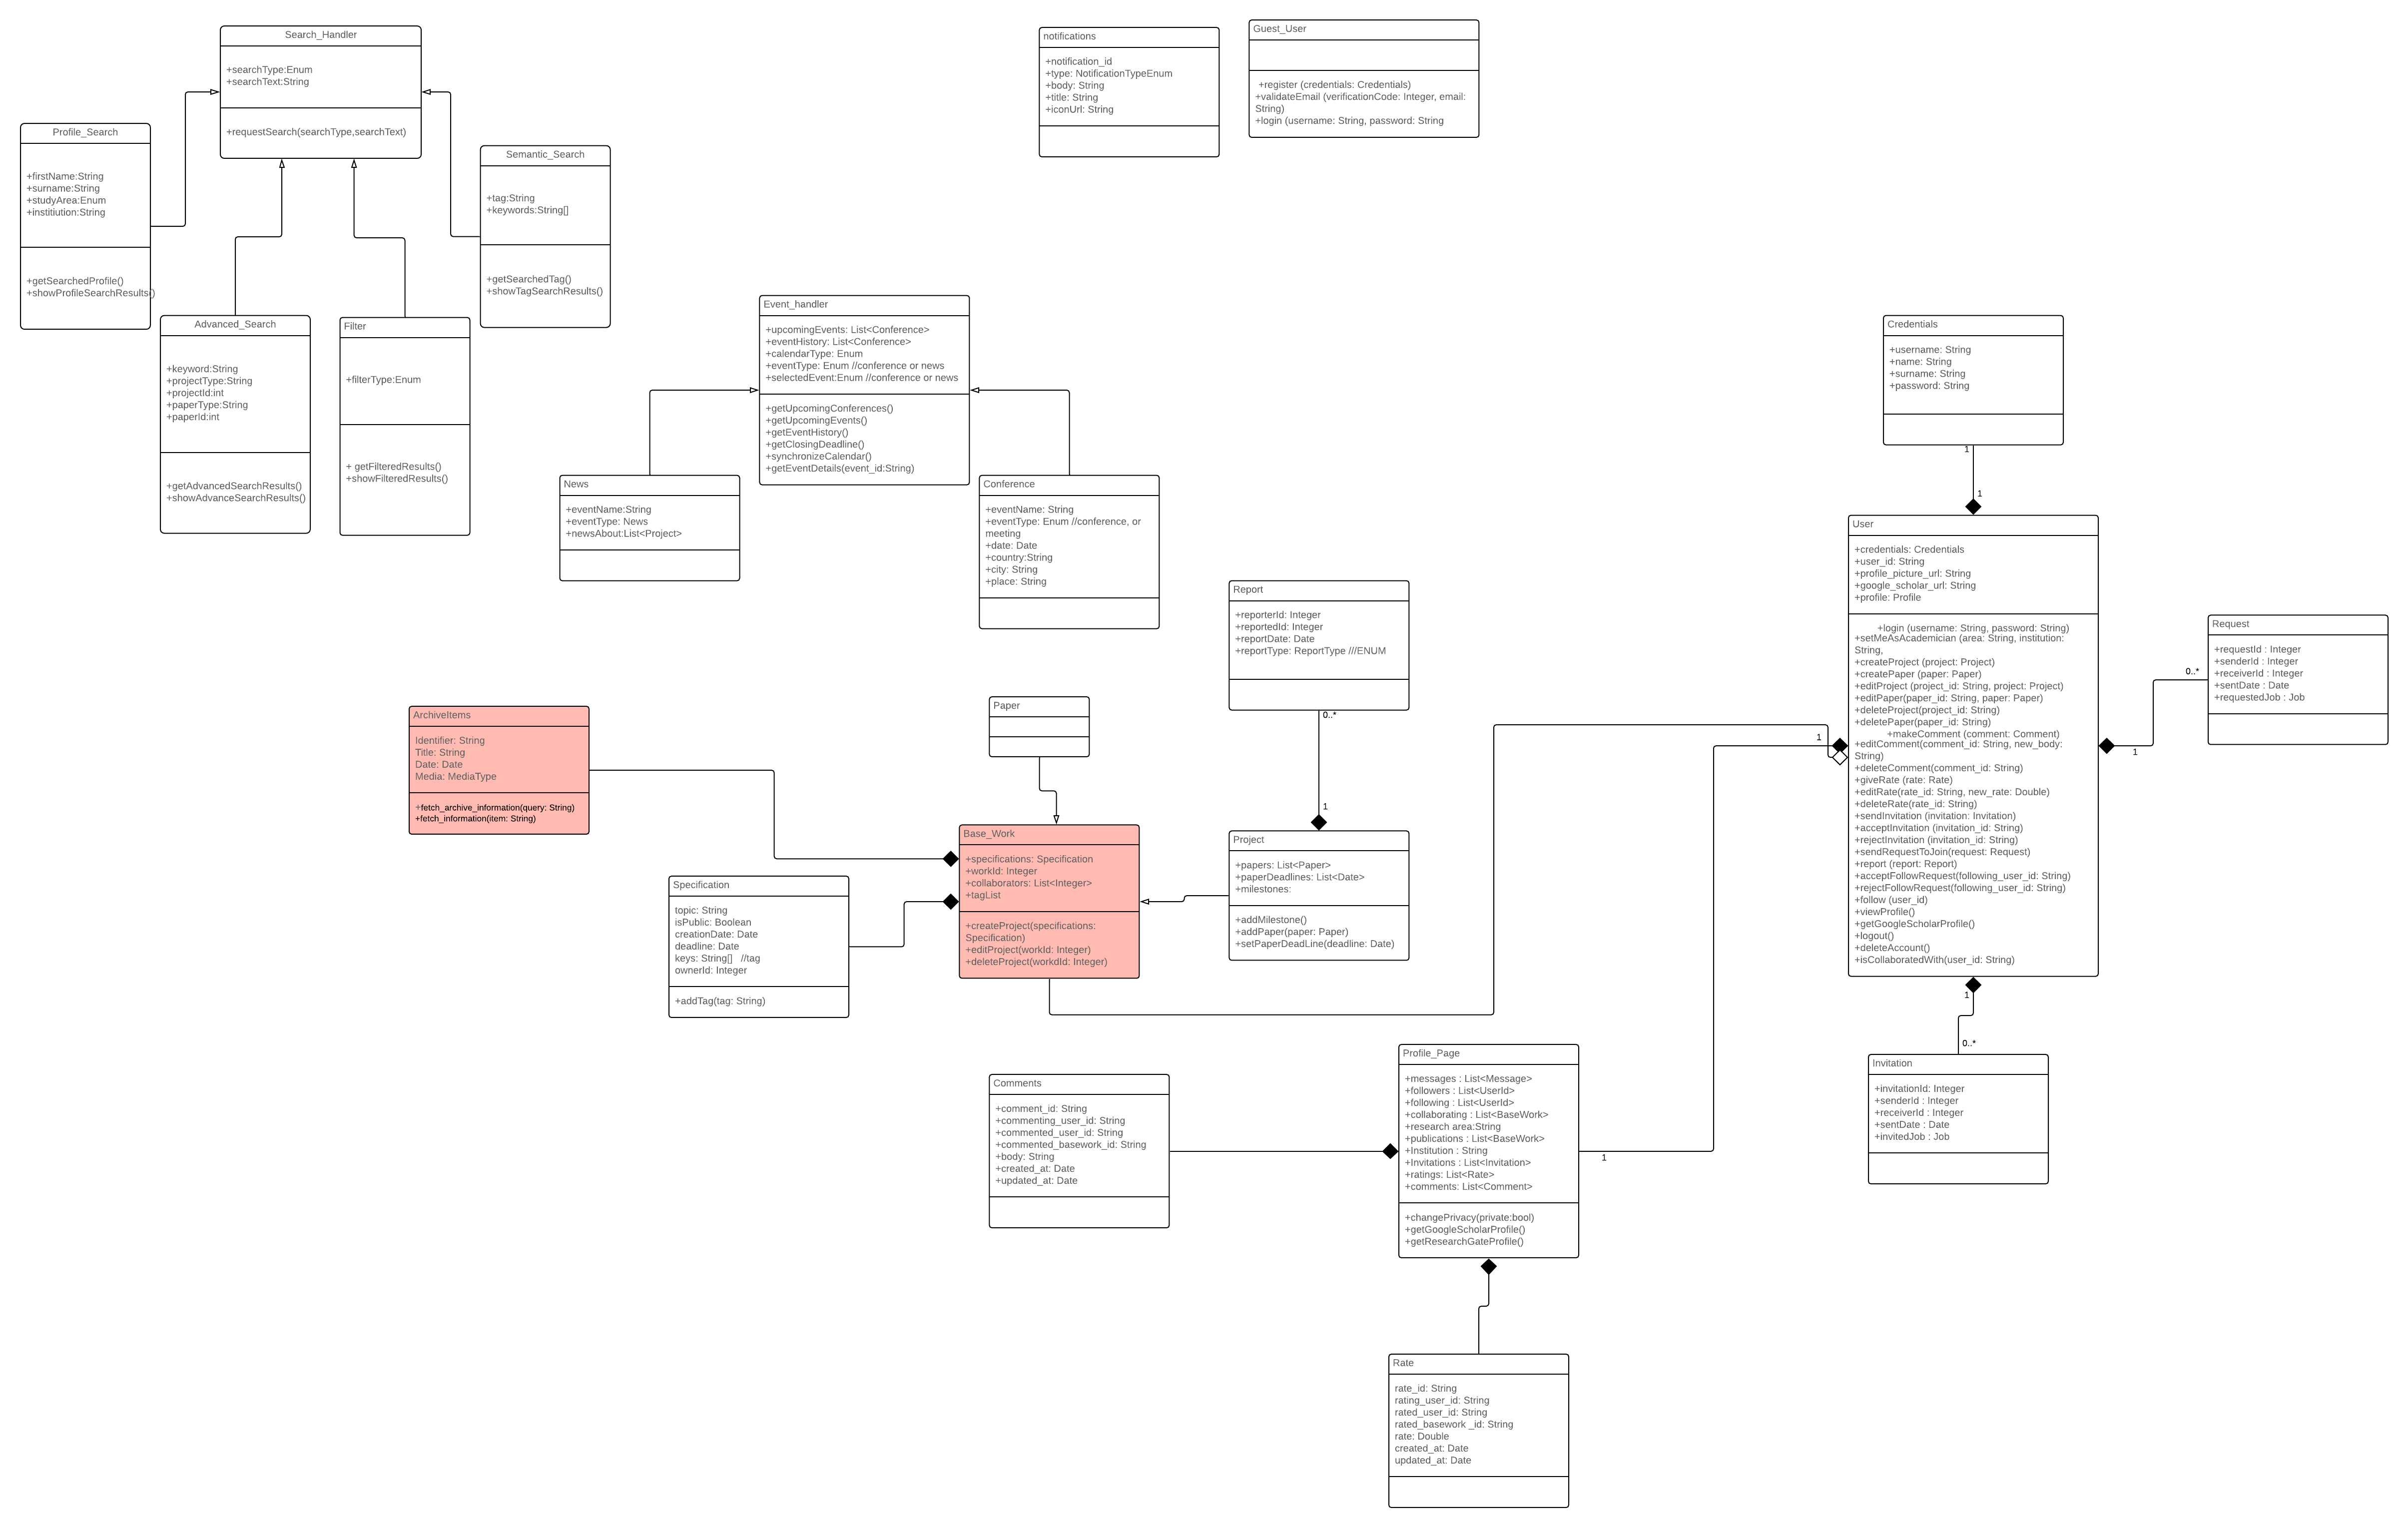 Search_Handler
+searchType:Enum
+searchText:String
+requestSearch(searchType,searchText)
notifications
+notification_id
+type: NotificationTypeEnum
+body: String
+title: String
+iconUrl: String
Guest_User
+register (credentials: Credentials)
+validateEmail (verificationCode: Integer, email:
String)
+login (username: String, password: String
Profile_Search
+firstName:String
+surname:String
+studyArea:Enum
+institiution:String
+getSearchedProfile()
+showProfileSearchResults()
Semantic_Search
+tag:String
+keywords:String[]
+getSearchedTag()
+showTagSearchResults()
Advanced_Search
+keyword:String
+projectType:String
+projectId:int
+paperType:String
+paperId:int
+getAdvancedSearchResults()
+showAdvanceSearchResults()
Filter
+filterType:Enum
+ getFilteredResults()
+showFilteredResults()
Event_handler
+upcomingEvents: List<Conference>
+eventHistory: List<Conference>
+calendarType: Enum
+eventType: Enum //conference or news
+selectedEvent:Enum //conference or news
+getUpcomingConferences()
+getUpcomingEvents()
+getEventHistory()
+getClosingDeadline()
+synchronizeCalendar()
+getEventDetails(event_id:String)
News
+eventName:String
+eventType: News
+newsAbout:List<Project>
Conference
+eventName: String
+eventType: Enum //conference, or
meeting
+date: Date
+country:String
+city: String
+place: String
Credentials
+username: String
+name: String
+surname: String
+password: String
1
1
User
+credentials: Credentials
+user_id: String
+profile_picture_url: String
+google_scholar_url: String
+profile: Profile
+login (username: String, password: String)
+setMeAsAcademician (area: String, institution:
String,
+createProject (project: Project)
+createPaper (paper: Paper)
+editProject (project_id: String, project: Project)
+editPaper(paper_id: String, paper: Paper)
+deleteProject(project_id: String)
+deletePaper(paper_id: String)
+makeComment (comment: Comment)
+editComment(comment_id: String, new_body:
String)
+deleteComment(comment_id: String)
+giveRate (rate: Rate)
+editRate(rate_id: String, new_rate: Double)
+deleteRate(rate_id: String)
+sendInvitation (invitation: Invitation)
+acceptInvitation (invitation_id: String)
+rejectInvitation (invitation_id: String)
+sendRequestToJoin(request: Request)
+report (report: Report)
+acceptFollowRequest(following_user_id: String)
+rejectFollowRequest(following_user_id: String)
+follow (user_id)
+viewProfile()
+getGoogleScholarProfile()
+logout()
+deleteAccount()
+isCollaboratedWith(user_id: String)
Request
+requestId : Integer
+senderId : Integer
+receiverId : Integer
+sentDate : Date
+requestedJob : Job
0..*
1
Report
+reporterId: Integer
+reportedId: Integer
+reportDate: Date
+reportType: ReportType ///ENUM
0..*
1
Paper
ArchiveItems
Identifier: String
Title: String
Date: Date
Media: MediaType
+fetch_archive_information(query: String)
+fetch_information(item: String)
Base_Work
+specifications: Specification
+workId: Integer
+collaborators: List<Integer>
+tagList
+createProject(specifications:
Specification)
+editProject(workId: Integer)
+deleteProject(workdId: Integer)
Project
+papers: List<Paper>
+paperDeadlines: List<Date>
+milestones:
+addMilestone()
+addPaper(paper: Paper)
+setPaperDeadLine(deadline: Date)
Specification
topic: String
isPublic: Boolean
creationDate: Date
deadline: Date
keys: String[] //tag
ownerId: Integer
+addTag(tag: String)
1
1
1
0..*
Invitation
+invitationId: Integer
+senderId : Integer
+receiverId : Integer
+sentDate : Date
+invitedJob : Job
Profile_Page
+messages : List<Message>
+followers : List<UserId>
+following : List<UserId>
+collaborating : List<BaseWork>
+research area:String
+publications : List<BaseWork>
+Institution : String
+Invitations : List<Invitation>
+ratings: List<Rate>
+comments: List<Comment>
+changePrivacy(private:bool)
+getGoogleScholarProfile()
+getResearchGateProfile()
Comments
+comment_id: String
+commenting_user_id: String
+commented_user_id: String
+commented_basework_id: String
+body: String
+created_at: Date
+updated_at: Date
Rate
rate_id: String
rating_user_id: String
rated_user_id: String
rated_basework _id: String
rate: Double
created_at: Date
updated_at: Date